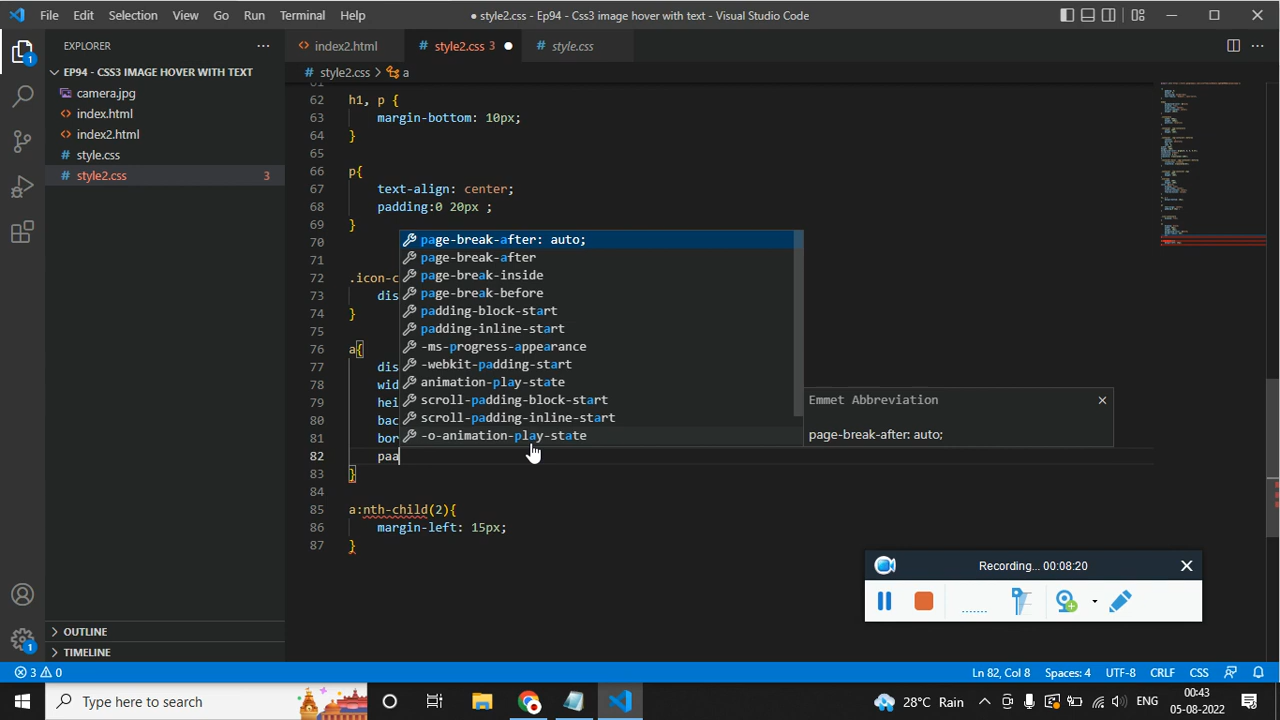 File Edit Selection View Go Run Terminal Help
● style2.css - Ep94 - Css3 image hover with text - Visual Studio Code
EXPLORER
index2.html
# style2.css 3 ●
# style.css
EP94 - CSS3 IMAGE HOVER WITH TEXT
# style2.css > a
camera.jpg
index.html
index2.html
# style.css
# style2.css 3
62 h1, p {
63 margin-bottom: 10px;
64 }
65
66 p{
67 text-align: center;
68 padding:0 20px ;
69 }
70
71
72 .icon-c
73 dis
74 }
75
76 a{
77 dis
78 wid
79 hei
80 bac
81 bor
82 paa
83 }
84
85 a:nth-child(2){
86 margin-left: 15px;
87 }
page-break-after: auto;
page-break-after
page-break-inside
page-break-before
padding-block-start
padding-inline-start
-ms-progress-appearance
-webkit-padding-start
animation-play-state
scroll-padding-block-start
scroll-padding-inline-start
-o-animation-play-state
Emmet Abbreviation
page-break-after: auto;
Recording... 00:08:20
OUTLINE
TIMELINE
3 0
Ln 82, Col 8 Spaces: 4 UTF-8 CRLF CSS
Type here to search
28°C Rain
ENG
00:43
05-08-2022
1
1
1